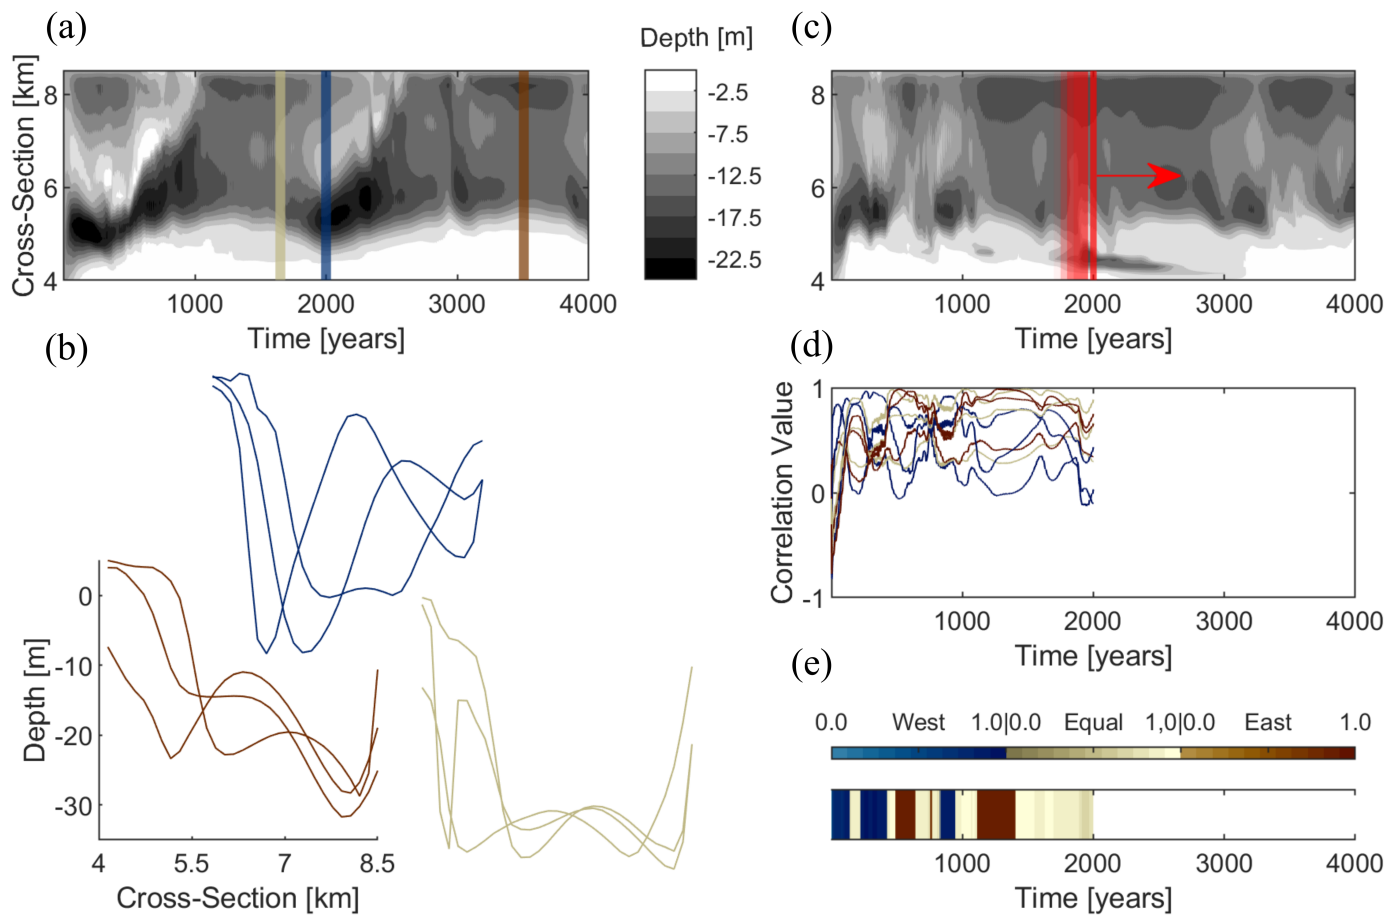 (a)
Cross-Section [km]
8
6
4
1000 2000 3000 4000
Time [years]
Depth [m]
-2.5
-7.5
-12.5
-17.5
-22.5
(c)
8
6
4
1000 2000 3000 4000
Time [years]
(b)
Depth [m]
0
-10
-20
-30
4 5.5 7 8.5
Cross-Section [km]
(d)
Correlation Value
1
0
-1
1000 2000 3000 4000
Time [years]
(e)
0.0 West 1.0|0.0 Equal 1,0|0.0 East 1.0
1000 2000 3000 4000
Time [years]